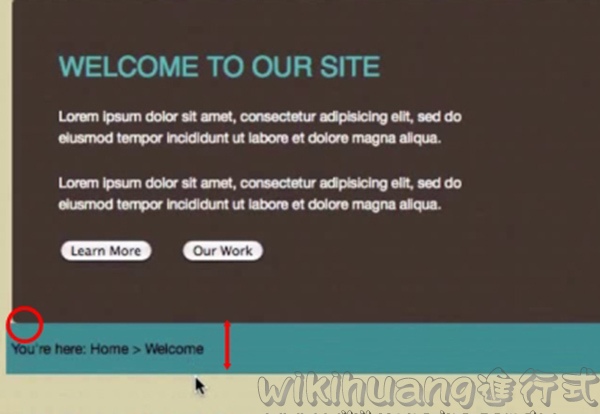 WELCOME TO OUR SITE
Lorem ipsum dolor sit amet, consectetur adipisicing elit, sed do
eiusmod tempor incididunt ut labore et dolore magna aliqua.
Lorem ipsum dolor sit amet, consectetur adipisicing elit, sed do
eiusmod tempor incididunt ut labore et dolore magna aliqua.
Learn More
Our Work
You're here: Home > Welcome
wikihuang進行式